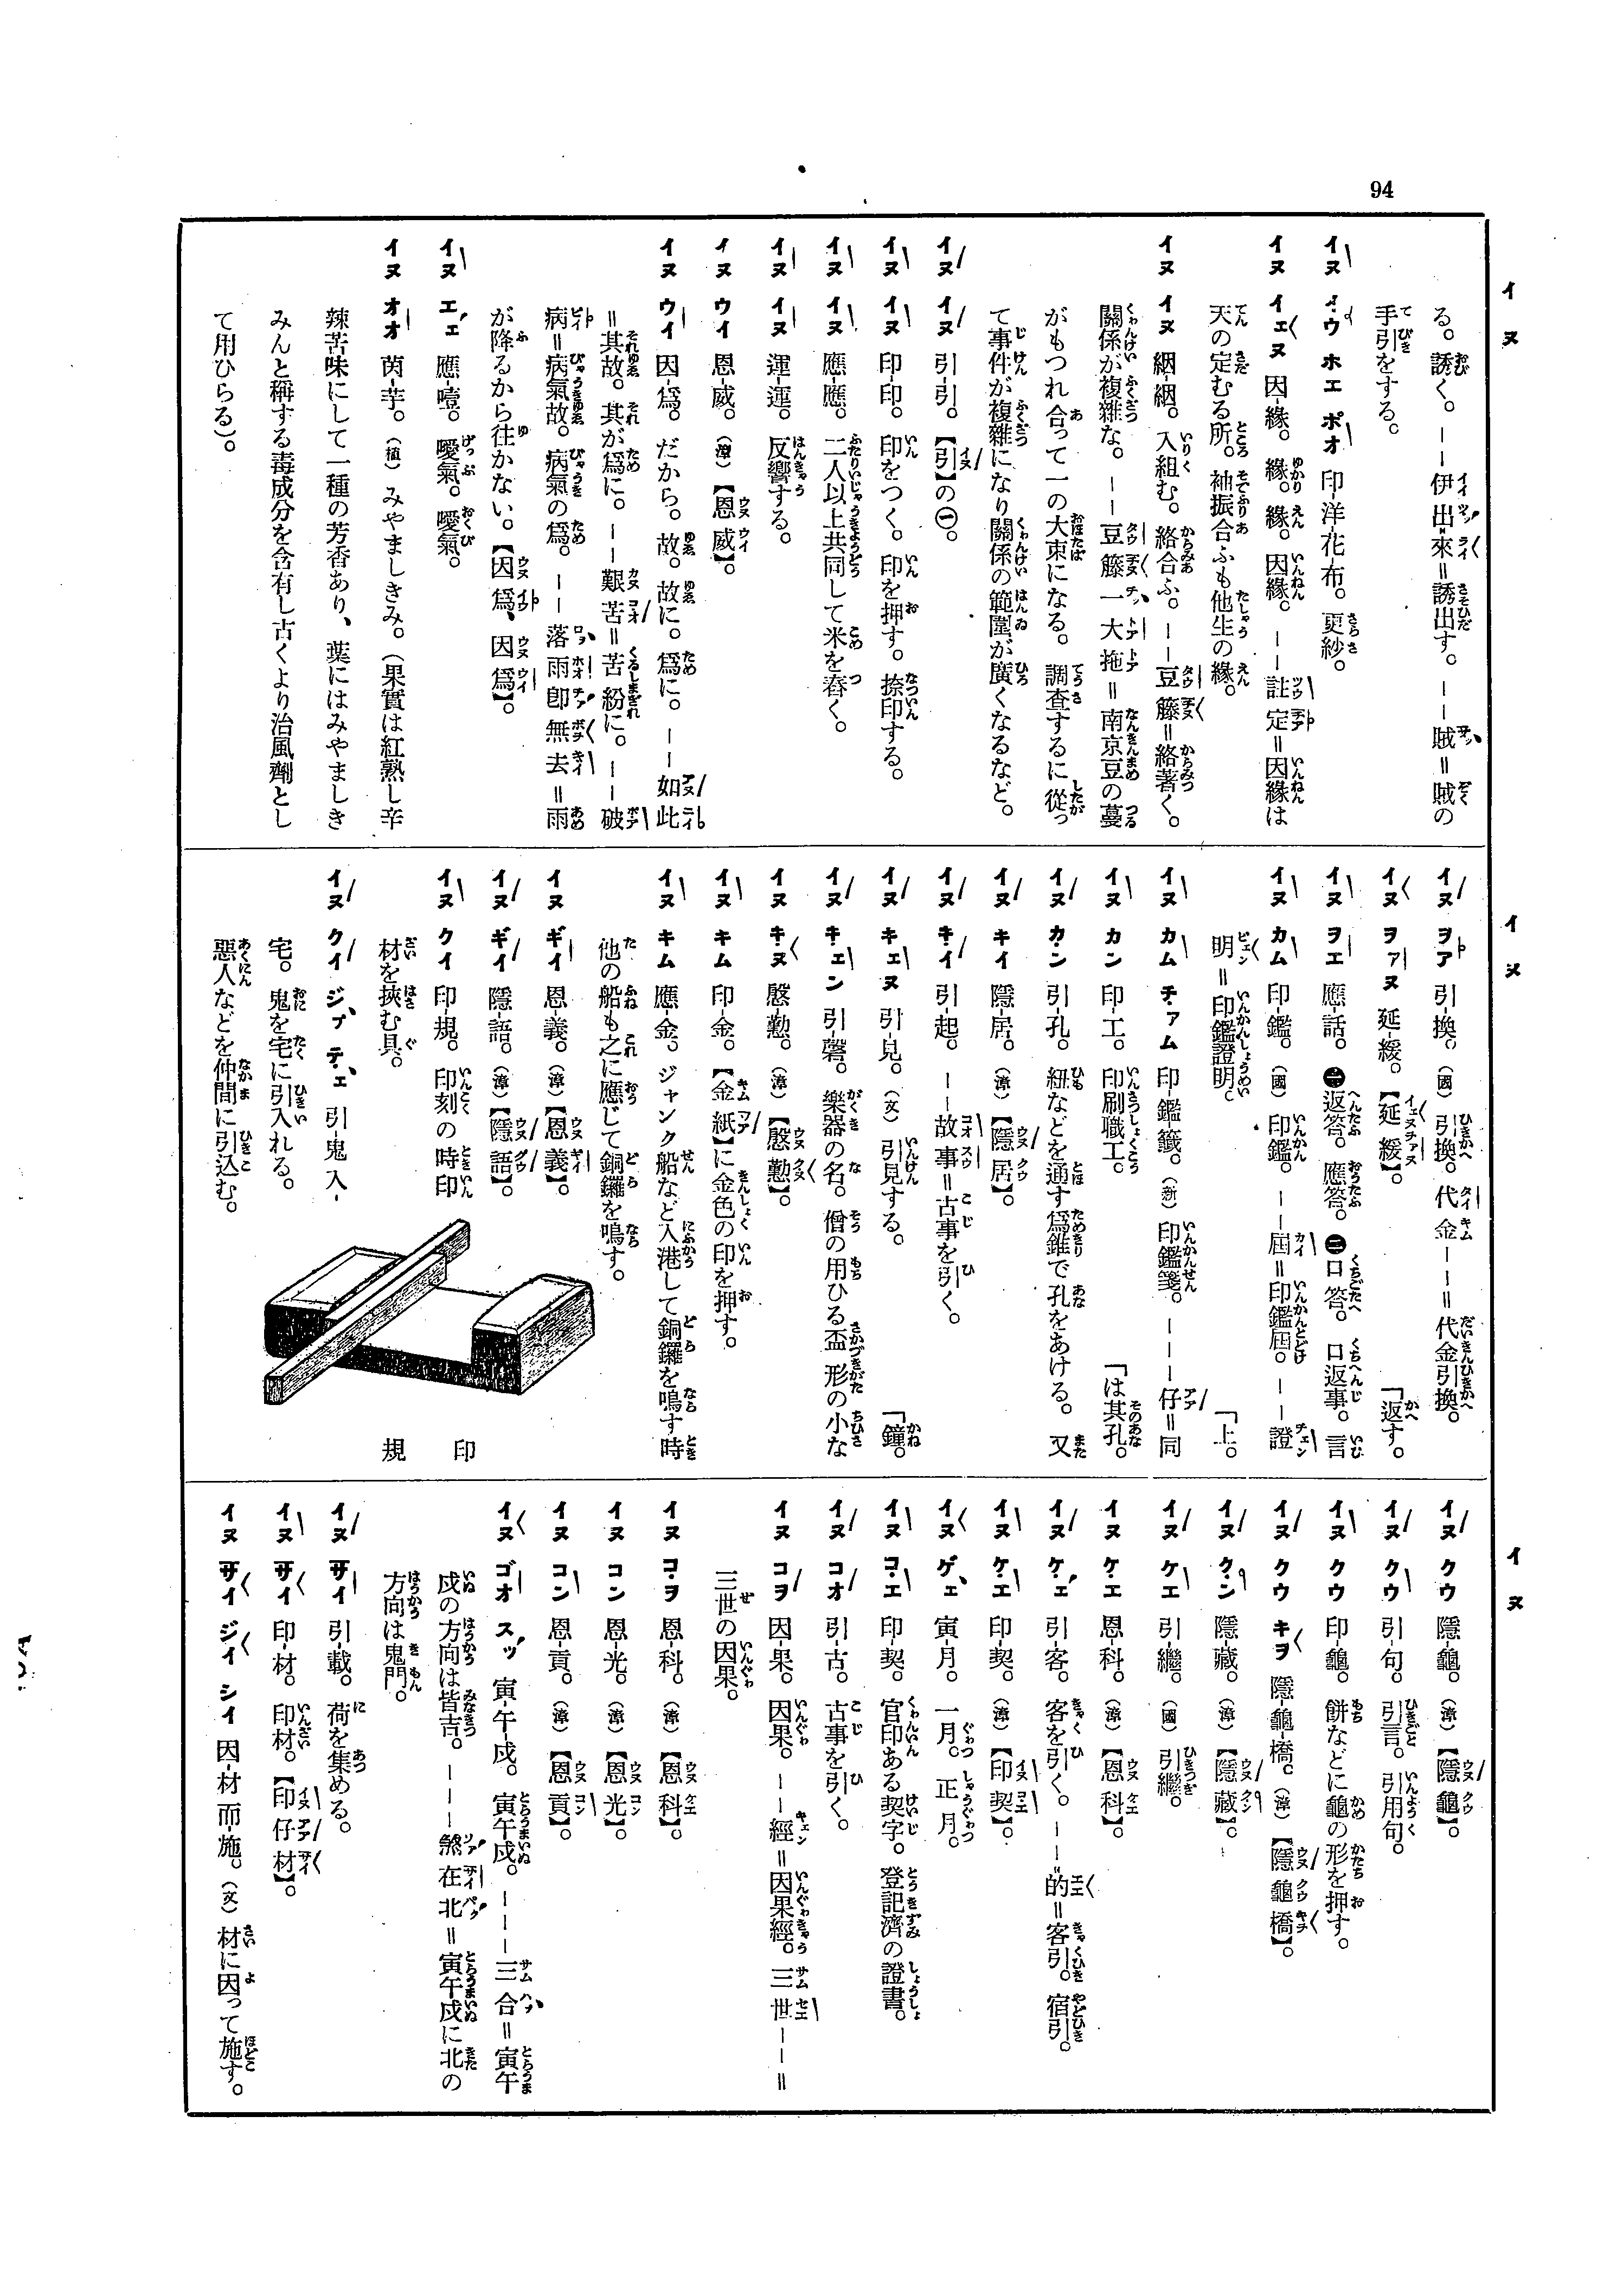 94
イヌ
る。誘く。――伊出來＝誘出す。――賊＝賊の
手引をする。
イヌ イウ ホエ ポオ 印-洋-花-布。更紗。
イヌ イェヌ 因-緣。緣。緣。因緣。――註定＝因緣は
天の定むる所。袖振合ふも他生の緣。
イヌ イヌ 絪-絪。入組む。絡合ふ。――豆籐＝絡著く。
關係が複雜な。――豆籐一大拖＝南京豆の蔓
がもつれ合って一の大束になる。調査するに從っ
て事件が複雜になり關係の範圍が廣くなるなど。
イヌ イヌ 引-引。【引】の㊀。
イヌ イヌ 印-印。印をつく。印を押す。捺印する。
イヌ イヌ 應-應。二人以上共同して米を舂く。
イヌ イヌ 運-運。反響する。
イヌ ウイ 恩-威。（漳）【恩威】。
イヌ ウイ 因-爲。だから。故。故に。爲に。――如此
＝其故。其が爲に。――艱苦＝苦紛に。――破
病＝病氣故。病氣の爲。――落雨卽無去＝雨
が降るから往かない。【因爲、因爲】。
イヌ エェ 應-噎。噯氣。噯氣。
イヌ オオ 茵-芋。（植）みやましきみ。（果實は紅熟し辛
辣苦味にして一種の芳香あり、葉にはみやましき
みんと稱する毒成分を含有し古くより治風劑とし
て用ひらる）。
イヌ
イヌ ヲア 引-換。（國）引換。代金――＝代金引換。
イヌ ヲァヌ 延-緩。【延緩】。「返す。
イヌ ヲエ 應-話。㊀返答。應答。㊁口答。口返事。言
イヌ カム 印-鑑。（國）印鑑。――屆＝印鑑屆。――證
明＝印鑑證明。「上。
イヌ カム チァム 印-鑑-籤。（新）印鑑箋。―――仔＝同
イヌ カン 印-工。印刷職工。「は其孔。
イヌ カン 引-孔。紐などを通す爲錐で孔をあける。又
イヌ キイ 隱-居。（漳）【隱居】。
イヌ キイ 引-起。――故事＝古事を引く。
イヌ キェヌ 引-見。（文）引見する。「鐘。
イヌ キェン 引-磬。樂器の名。僧の用ひる盃形の小な
イヌ キヌ 慇懃。（漳）【慇懃】。
イヌ キム 印-金。【金紙】に金色の印を押す。
イヌ キム 應-金。ジャンク船など入港して銅鑼を鳴す時
他の船も之に應じて銅鑼を鳴す。
イヌ ギイ 恩-義。（漳）【恩義】。
イヌ ギイ 隱-語。（漳）【隱語】。
イヌ クイ 印-規。印刻の時印
材を挾む具。
イヌ クイ ジプ テェ 引-鬼-入-
宅。鬼を宅に引入れる。
惡人などを仲間に引込む。
印規
イヌ
イヌ クウ 隱-龜。（漳）【隱龜】。
イヌ クウ 引-句。引言。引用句。
イヌ クウ 印-龜。餅などに龜の形を押す。
イヌ クウ キヲ 隱-龜-橋。（漳）【隱龜橋】。
イヌ クン 隱-藏。（漳）【隱藏】。
イヌ ケエ 引-繼。（國）引繼。
イヌ ケエ 恩-科。（漳）【恩科】。
イヌ ケェ 引-客。客を引く。――的＝客引。宿引。
イヌ ケエ 印-契。（漳）【印契】。
イヌ ゲェ 寅-月。一月。正月。
イヌ コエ 印-契。官印ある契字。登記濟の證書。
イヌ コオ 引-古。古事を引く。
イヌ コヲ 因-果。因果。――經＝因果經。三世――＝
三世の因果。
イヌ コヲ 恩-科。（漳）【恩科】。
イヌ コン 恩-光。（漳）【恩光】。
イヌ コン 恩-貢。（漳）【恩貢】。
イヌ ゴオ スッ 寅-午-戍。寅午戍。―――三合＝寅午
戍の方向は皆吉。―――煞在北＝寅午戍に北の
方向は鬼門。
イヌ サイ 引-載。荷を集める。
イヌ サイ 印-材。印材。【印仔材】。
イヌ サイ ジイ シイ 因-材而-施。（文）材に因って施す。